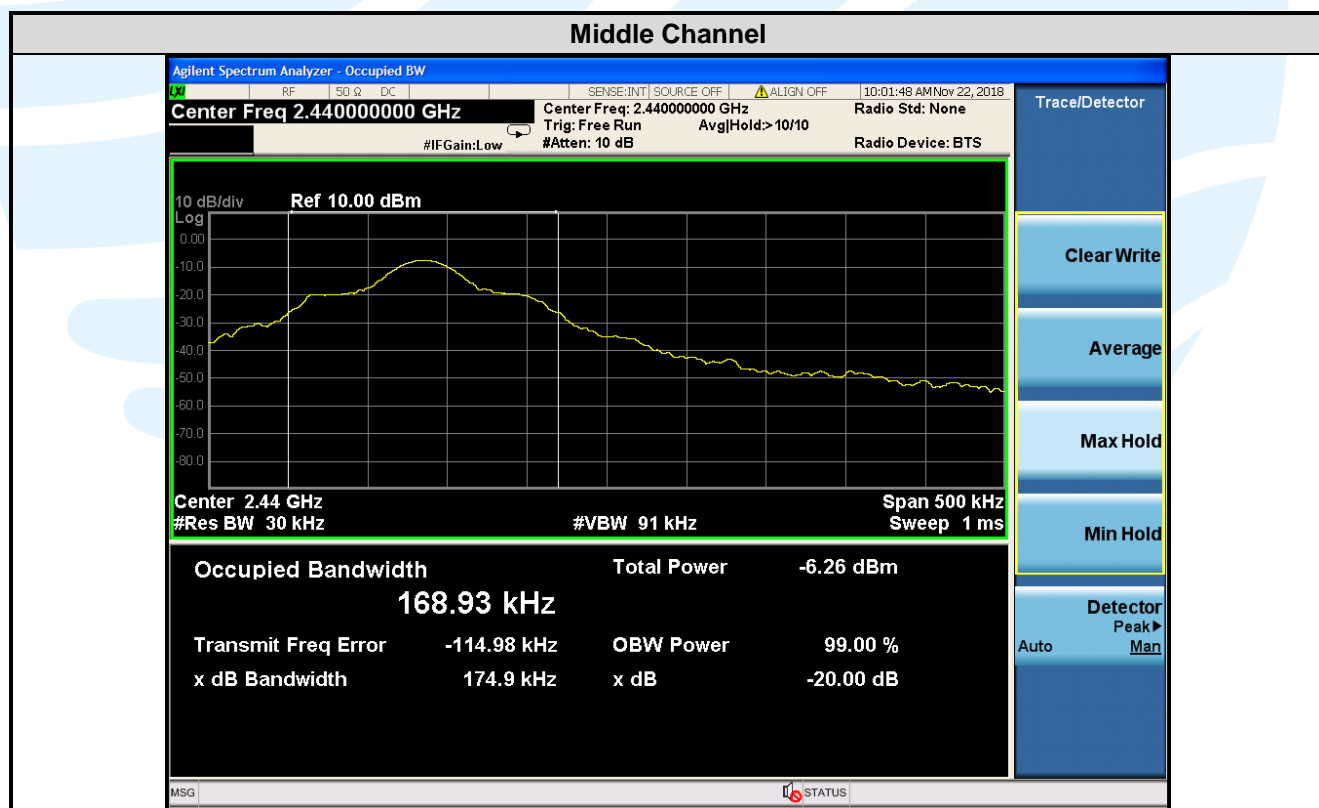 Middle Channel
Agilent Spectrum Analyzer - Occupied BW
LXI RF 50 Ω DC SENSE:INT SOURCE OFF ALIGN OFF 10:01:48 AM Nov 22, 2018
Center Freq 2.440000000 GHz
Center Freq: 2.440000000 GHz Radio Std: None
Trig: Free Run Avg|Hold:> 10/10
#IFGain:Low #Atten: 10 dB Radio Device: BTS
10 dB/div Ref 10.00 dBm
Log
0.00
-10.0
-20.0
-30.0
-40.0
-50.0
-60.0
-70.0
-80.0
Center 2.44 GHz Span 500 kHz
#Res BW 30 kHz #VBW 91 kHz Sweep 1 ms
Occupied Bandwidth Total Power -6.26 dBm
168.93 kHz
Transmit Freq Error -114.98 kHz OBW Power 99.00 %
x dB Bandwidth 174.9 kHz x dB -20.00 dB
Trace/Detector
Clear Write
Average
Max Hold
Min Hold
Detector
Peak▶
Auto Man
MSG STATUS